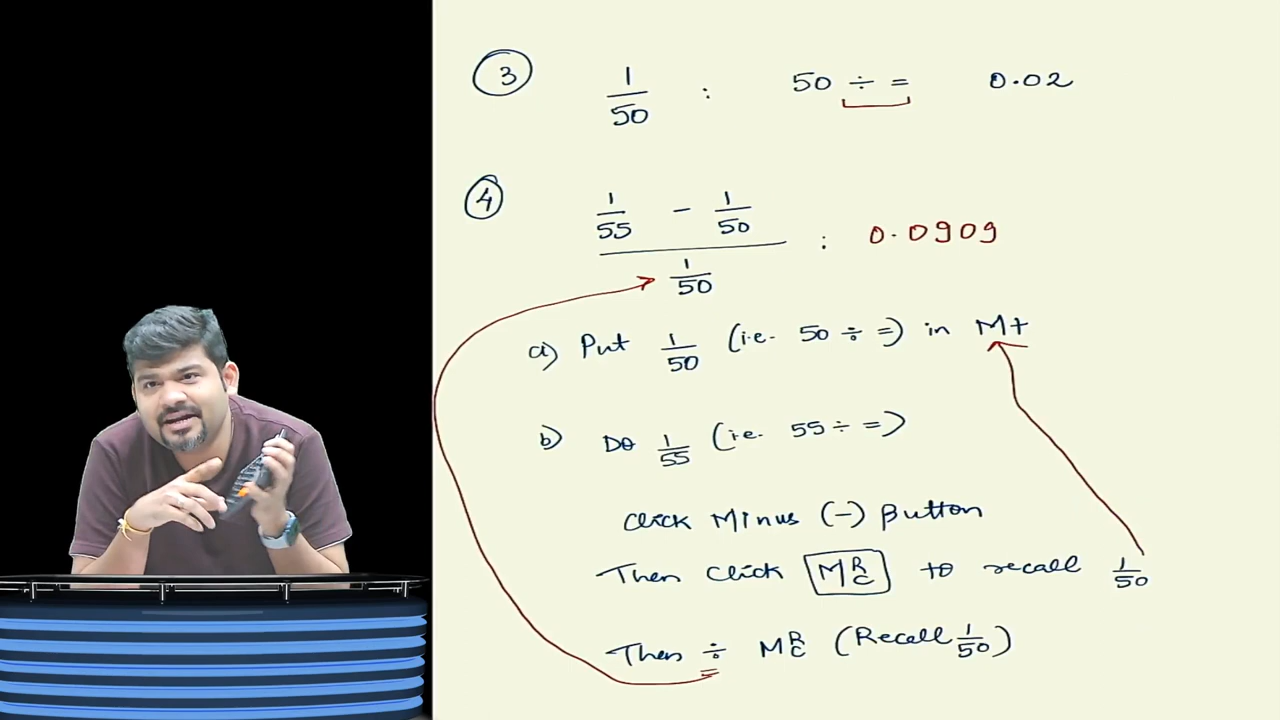 ③ 1/50 : 50 ÷ = 0.02
④ (1/55 - 1/50) / (1/50) : 0.0909
a) Put 1/50 (i.e. 50 ÷ =) in M+
b) Do 1/55 (i.e. 55 ÷ =)
Click Minus (-) Button
Then Click MRC to recall 1/50
Then ÷ MRC (Recall 1/50)